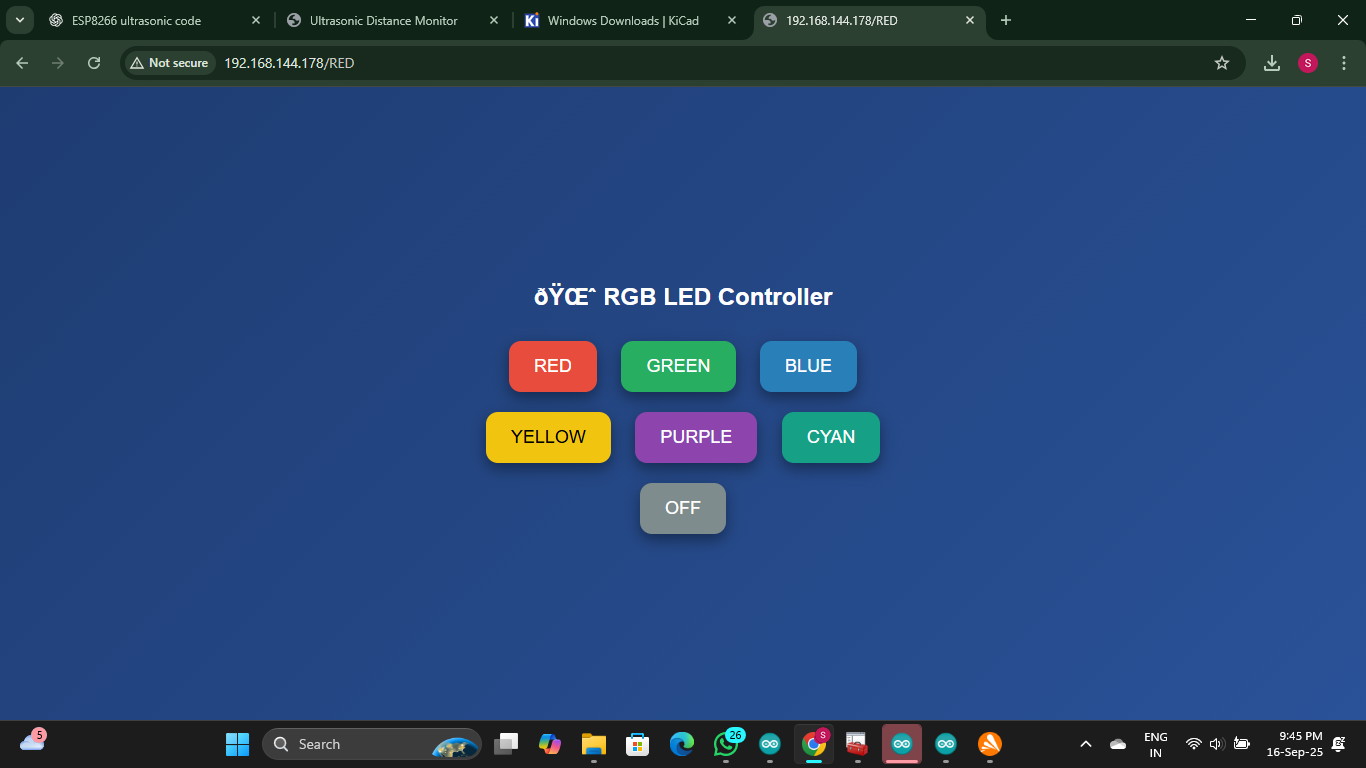 ESP8266 ultrasonic code
Ultrasonic Distance Monitor
Windows Downloads | KiCad
192.168.144.178/RED
Not secure
192.168.144.178/RED
S
ðŸŒˆ RGB LED Controller
RED
GREEN
BLUE
YELLOW
PURPLE
CYAN
OFF
5
Search
26
S
ENG
IN
9:45 PM
16-Sep-25